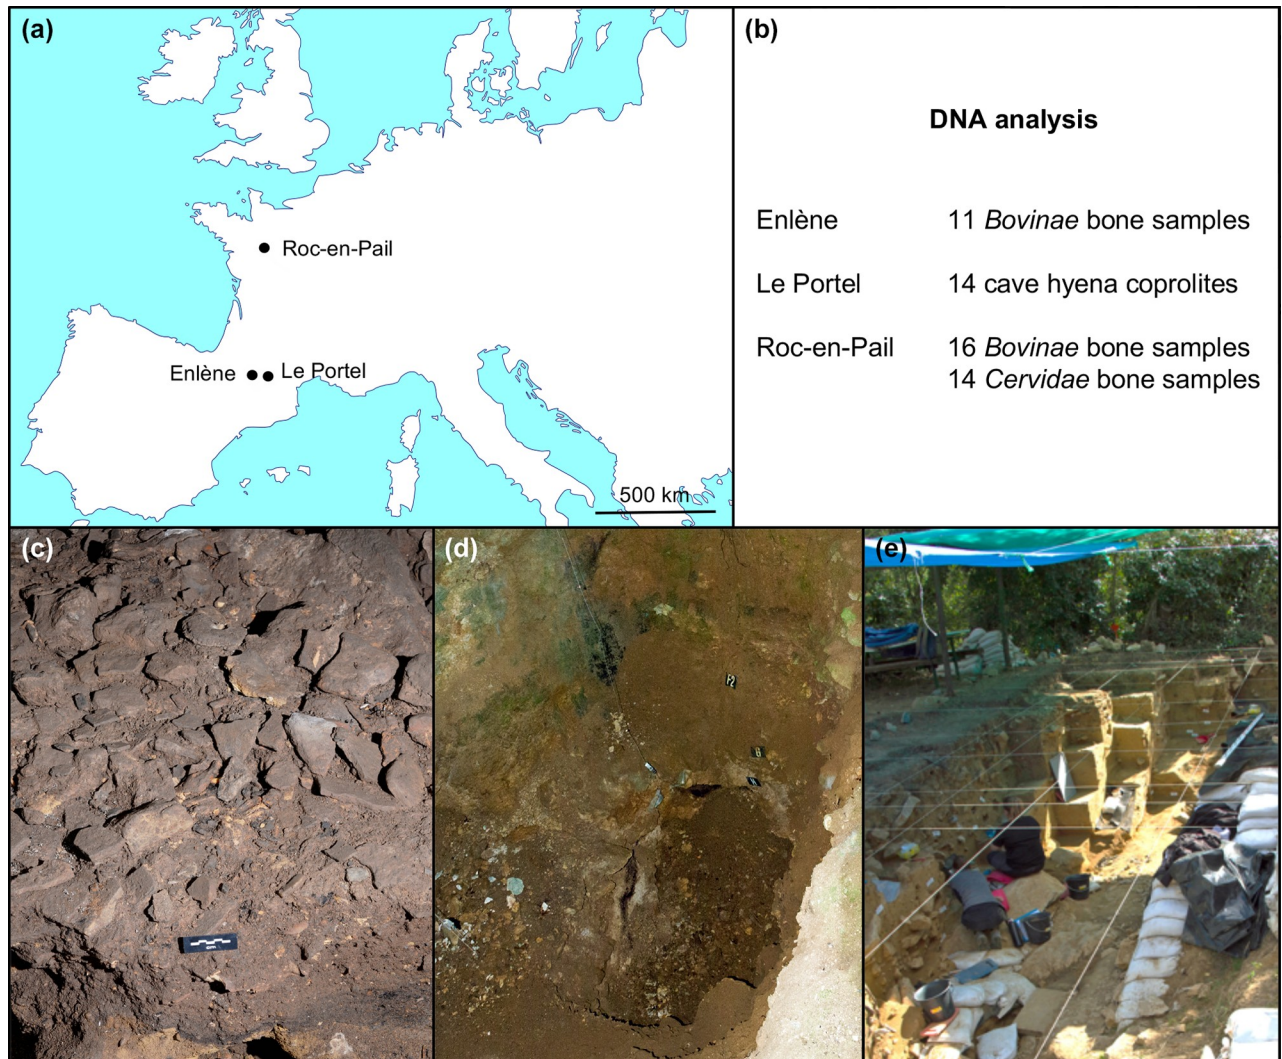 (a)
Roc-en-Pail
Enlène
Le Portel
500 km
(b)
DNA analysis
Enlène 11 Bovinae bone samples
Le Portel 14 cave hyena coprolites
Roc-en-Pail 16 Bovinae bone samples
14 Cervidae bone samples
(c)
(d)
(e)